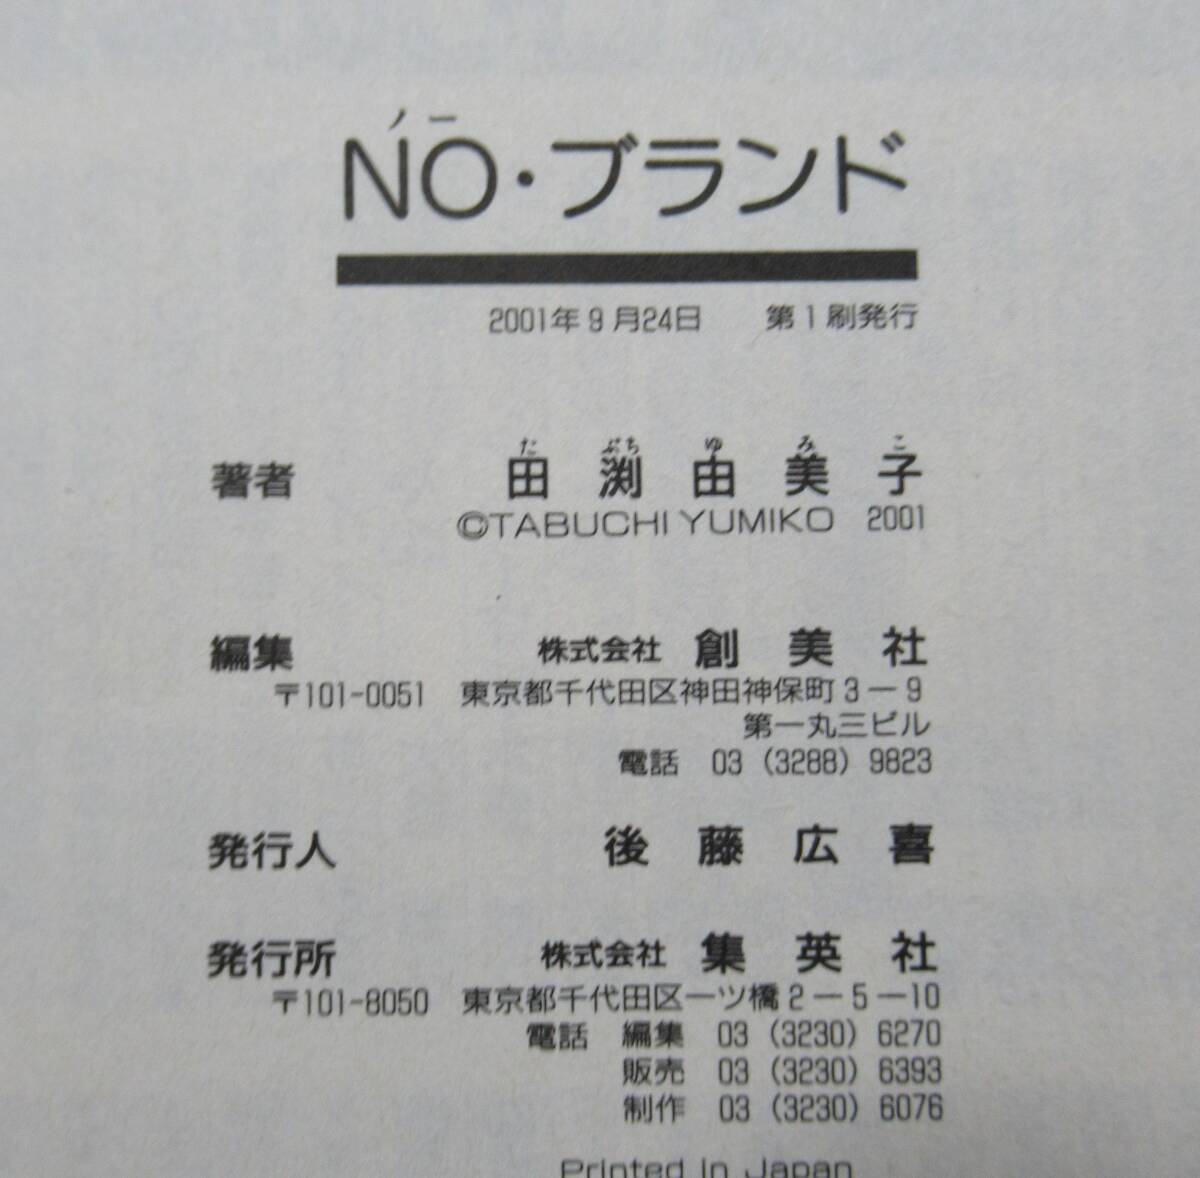 ノー
NO・ブランド
2001年9月24日 第1刷発行
た ぶち ゆ み こ
著者 田渕由美子
©TABUCHI YUMIKO 2001
編集 株式会社 創美社
〒101-0051 東京都千代田区神田神保町3－9
第一丸三ビル
電話 03（3288）9823
発行人 後藤広喜
発行所 株式会社 集英社
〒101-8050 東京都千代田区一ツ橋2－5－10
電話 編集 03（3230）6270
販売 03（3230）6393
制作 03（3230）6076
Printed in Japan